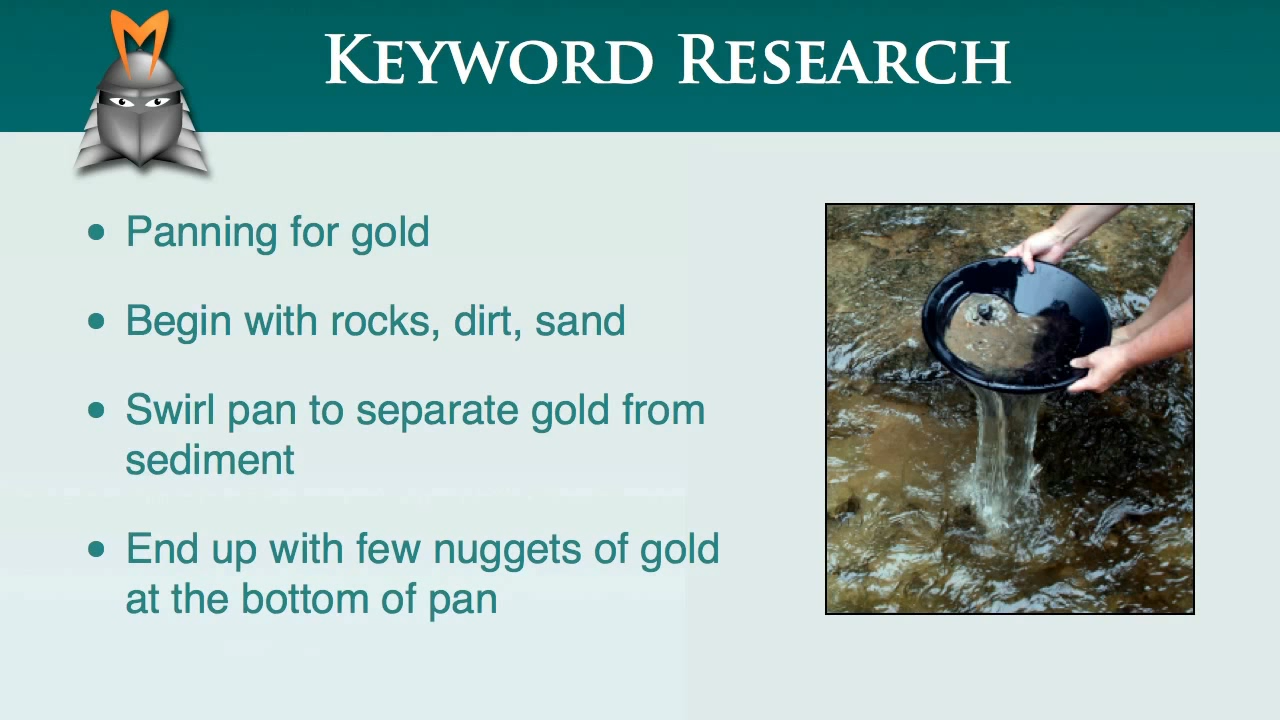 KEYWORD RESEARCH
• Panning for gold
• Begin with rocks, dirt, sand
• Swirl pan to separate gold from
sediment
• End up with few nuggets of gold
at the bottom of pan